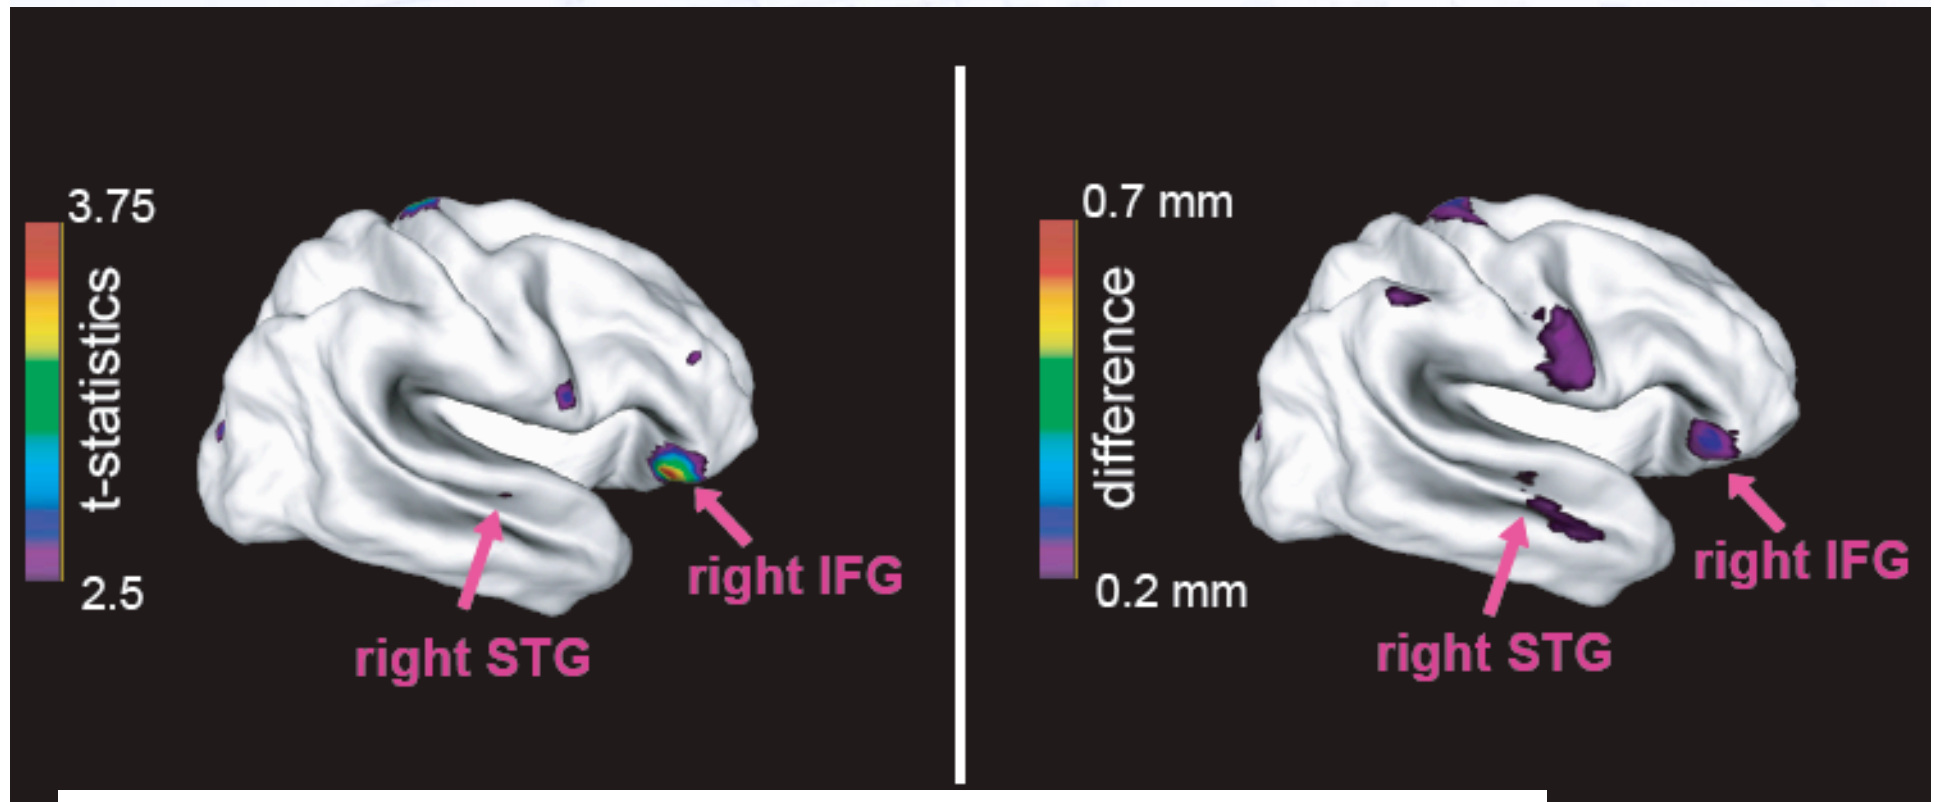 3.75
t-statistics
2.5
right STG
right IFG
0.7 mm
difference
0.2 mm
right STG
right IFG